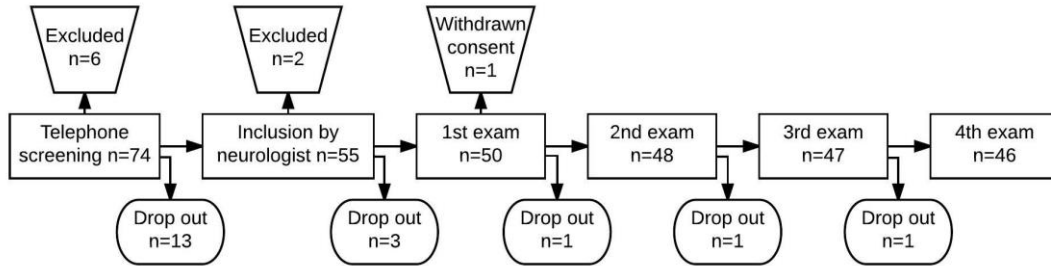 Excluded
n=6
Excluded
n=2
Withdrawn
consent
n=1
Telephone
screening n=74
Inclusion by
neurologist n=55
1st exam
n=50
2nd exam
n=48
3rd exam
n=47
4th exam
n=46
Drop out
n=13
Drop out
n=3
Drop out
n=1
Drop out
n=1
Drop out
n=1